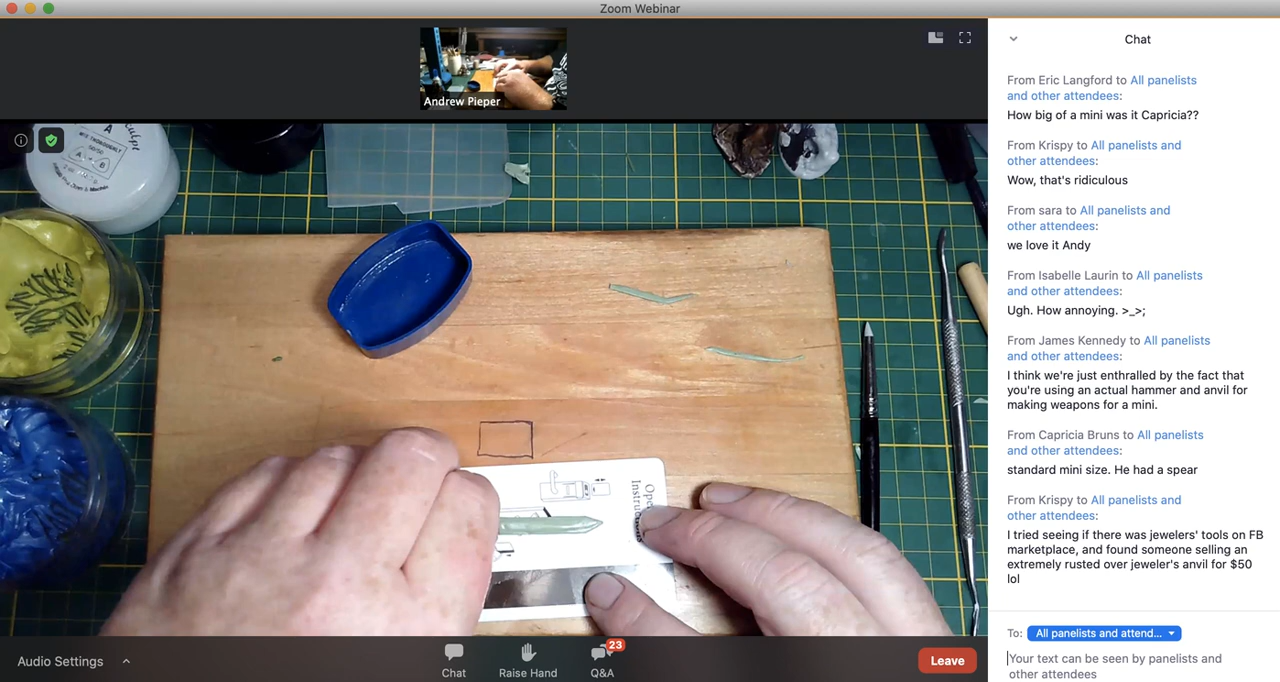 Zoom Webinar
Andrew Pieper
Chat
From Eric Langford to All panelists
and other attendees:
How big of a mini was it Capricia??
From Krispy to All panelists and
other attendees:
Wow, that's ridiculous
From sara to All panelists and
other attendees:
we love it Andy
From Isabelle Laurin to All panelists
and other attendees:
Ugh. How annoying. >_>;
From James Kennedy to All panelists
and other attendees:
I think we're just enthralled by the fact that
you're using an actual hammer and anvil for
making weapons for a mini.
From Capricia Bruns to All panelists
and other attendees:
standard mini size. He had a spear
From Krispy to All panelists and
other attendees:
I tried seeing if there was jewelers' tools on FB
marketplace, and found someone selling an
extremely rusted over jeweler's anvil for $50
lol
To: All panelists and attend...
Your text can be seen by panelists and
other attendees
A
A B
Audio Settings
Chat
Raise Hand
23
Q&A
Leave